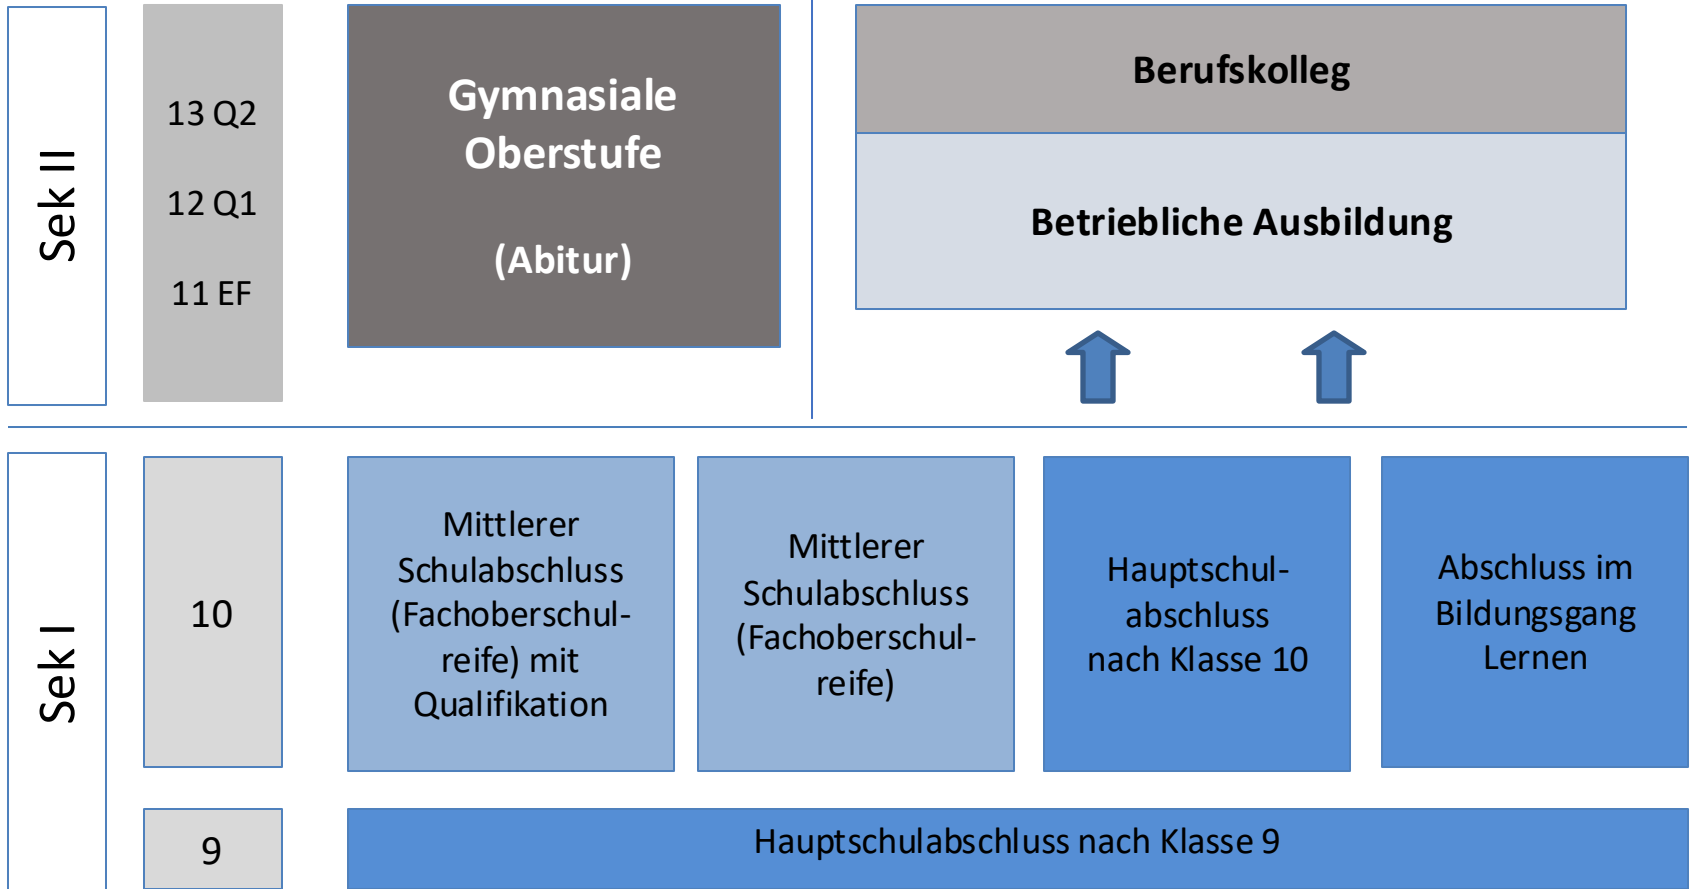 Sek II
13 Q2
12 Q1
11 EF
Gymnasiale
Oberstufe
(Abitur)
Berufskolleg
Betriebliche Ausbildung
Sek I
10
Mittlerer
Schulabschluss
(Fachoberschul-
reife) mit
Qualifikation
Mittlerer
Schulabschluss
(Fachoberschul-
reife)
Hauptschul-
abschluss
nach Klasse 10
Abschluss im
Bildungsgang
Lernen
9
Hauptschulabschluss nach Klasse 9